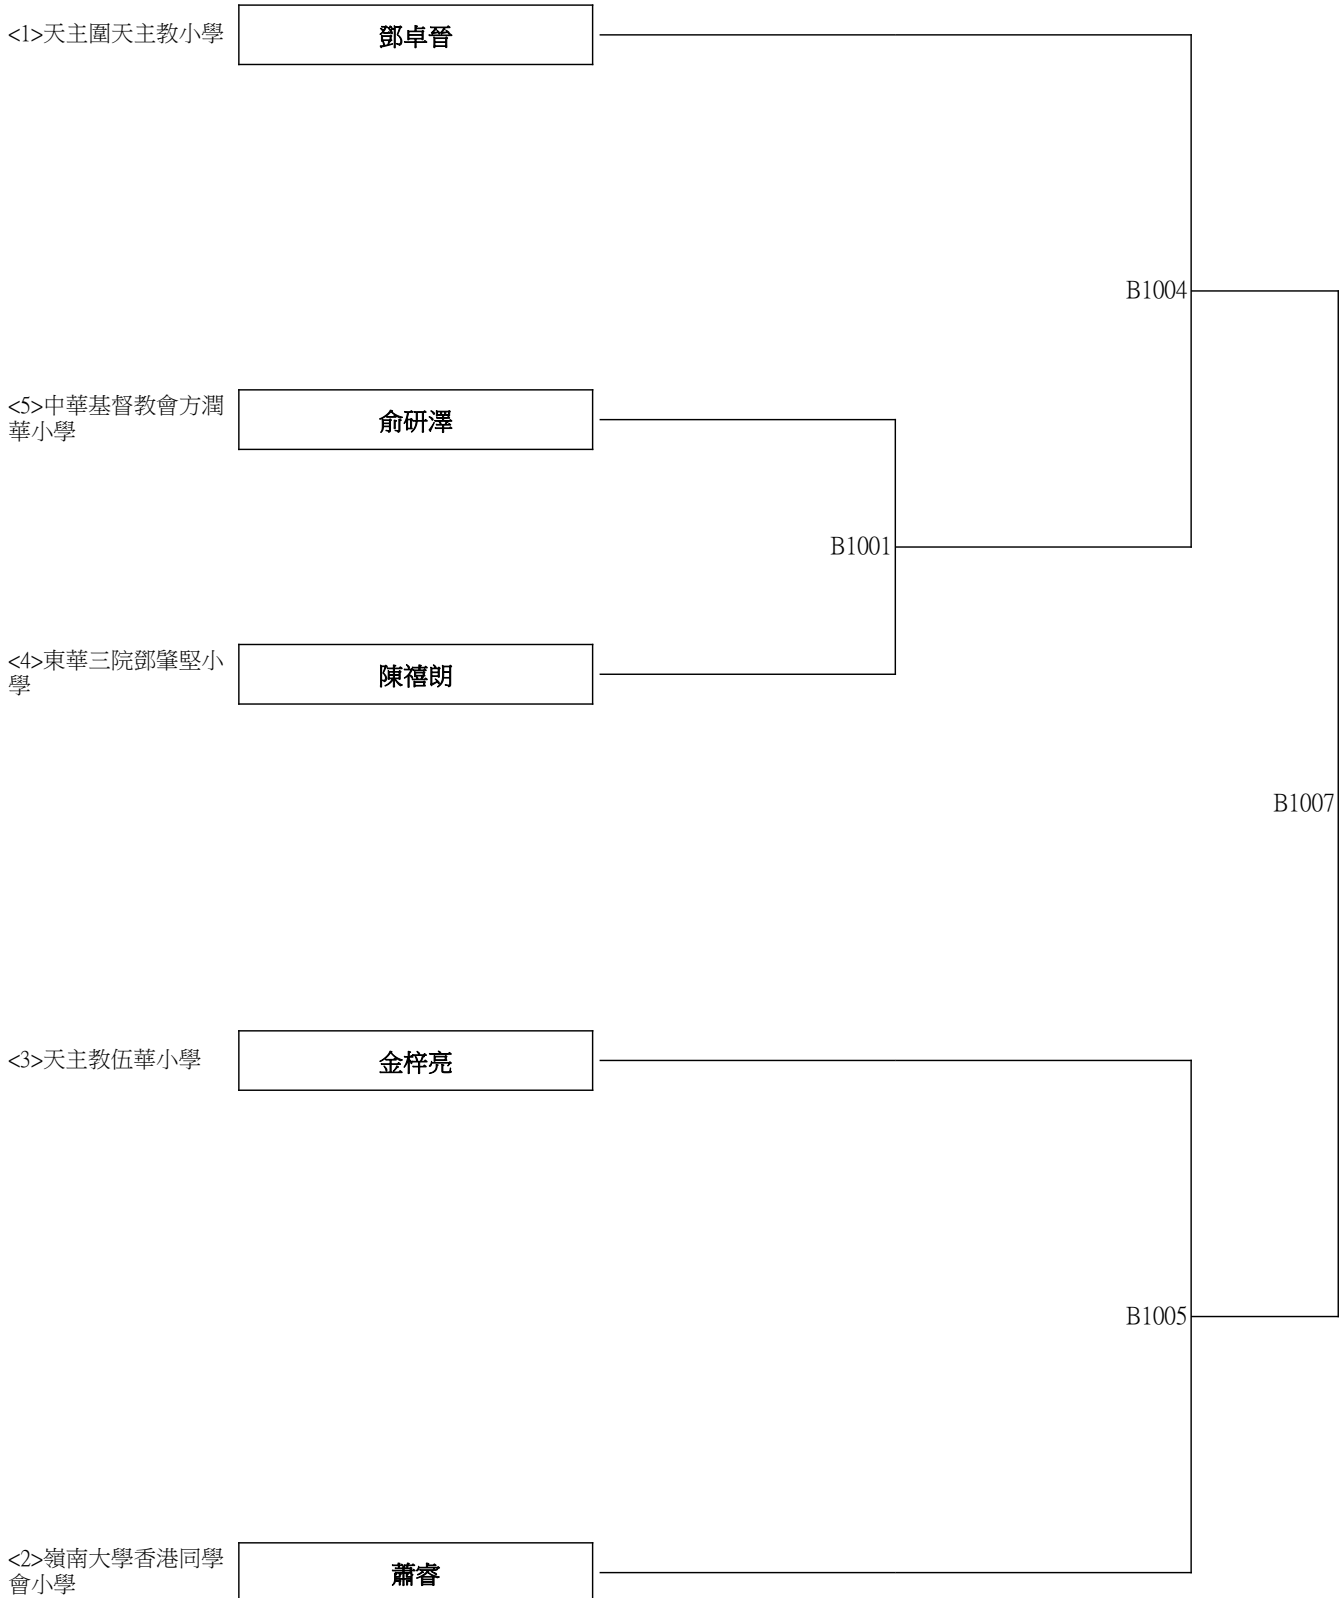 <1>天主圍天主教小學
鄧卓晉
B1004
<5>中華基督教會方潤
華小學
俞研澤
B1001
<4>東華三院鄧肇堅小
學
陳禧朗
B1007
<3>天主教伍華小學
金梓亮
B1005
<2>嶺南大學香港同學
會小學
蕭睿